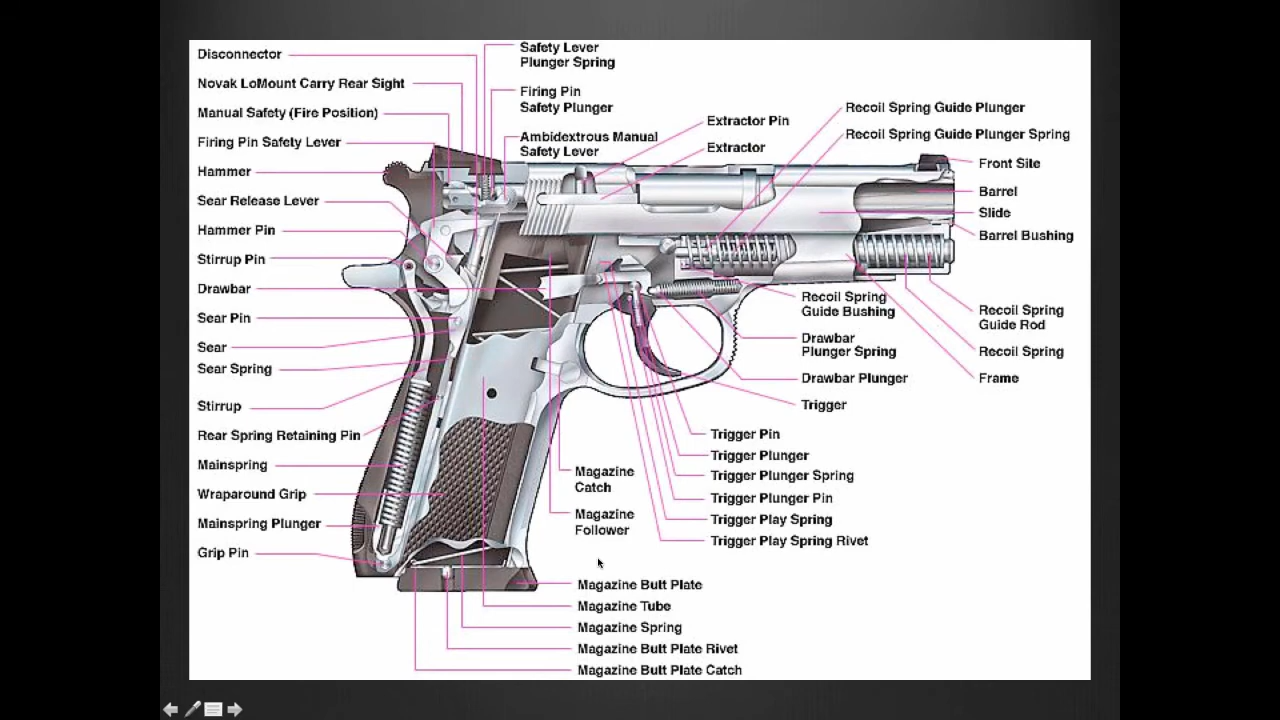 Disconnector
Novak LoMount Carry Rear Sight
Manual Safety (Fire Position)
Firing Pin Safety Lever
Hammer
Sear Release Lever
Hammer Pin
Stirrup Pin
Drawbar
Sear Pin
Sear
Sear Spring
Stirrup
Rear Spring Retaining Pin
Mainspring
Wraparound Grip
Mainspring Plunger
Grip Pin
Safety Lever
Plunger Spring
Firing Pin
Safety Plunger
Ambidextrous Manual
Safety Lever
Extractor Pin
Extractor
Recoil Spring Guide Plunger
Recoil Spring Guide Plunger Spring
Front Site
Barrel
Slide
Barrel Bushing
Recoil Spring
Guide Bushing
Drawbar
Plunger Spring
Drawbar Plunger
Trigger
Recoil Spring
Guide Rod
Recoil Spring
Frame
Trigger Pin
Trigger Plunger
Trigger Plunger Spring
Trigger Plunger Pin
Trigger Play Spring
Trigger Play Spring Rivet
Magazine
Catch
Magazine
Follower
Magazine Butt Plate
Magazine Tube
Magazine Spring
Magazine Butt Plate Rivet
Magazine Butt Plate Catch